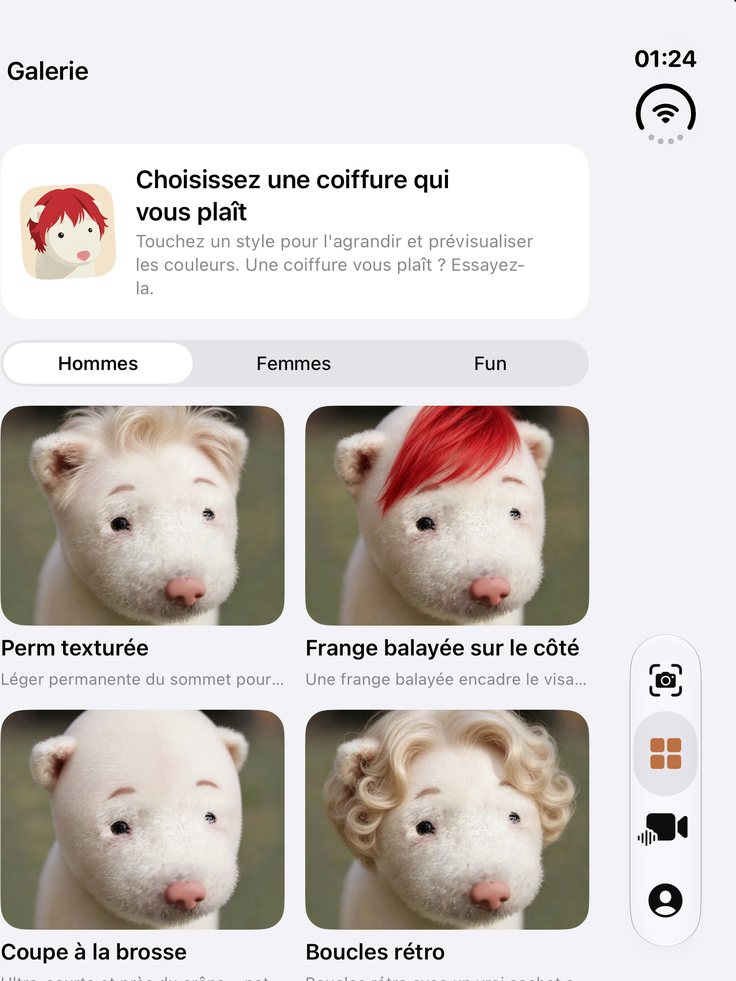 01:24
Galerie
Choisissez une coiffure qui
vous plaît
Touchez un style pour l'agrandir et prévisualiser
les couleurs. Une coiffure vous plaît ? Essayez-
la.
Hommes
Femmes
Fun
Perm texturée
Frange balayée sur le côté
Léger permanente du sommet pour...
Une frange balayée encadre le visa...
Coupe à la brosse
Boucles rétro